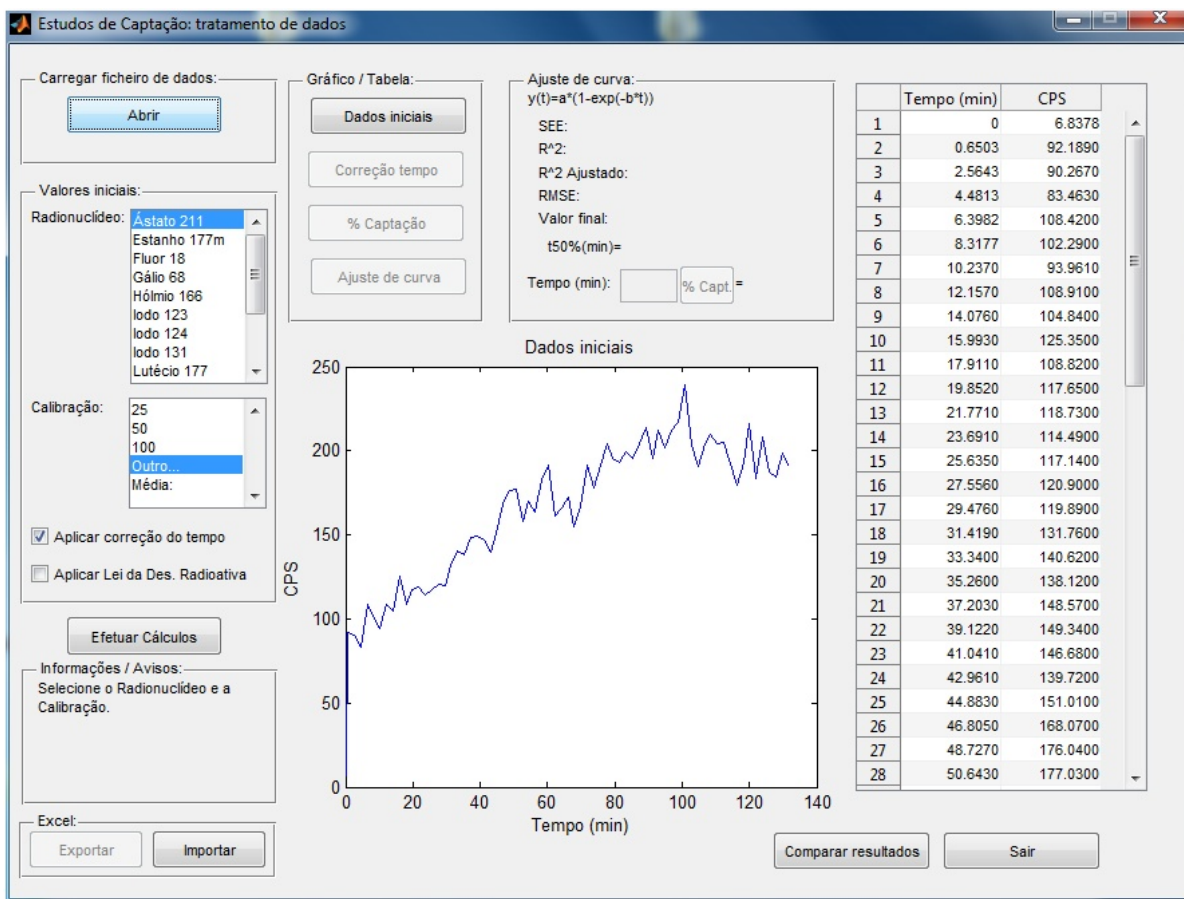 Estudos de Captação: tratamento de dados
Carregar ficheiro de dados:
Abrir
Valores iniciais:
Radionuclídeo:
Ástato 211
Estanho 177m
Fluor 18
Gálio 68
Hólmio 166
Iodo 123
Iodo 124
Iodo 131
Lutécio 177
Calibração:
25
50
100
Outro...
Média:
Aplicar correção do tempo
Aplicar Lei da Des. Radioativa
Efetuar Cálculos
Informações / Avisos:
Selecione o Radionuclídeo e a
Calibração.
Excel:
Exportar Importar
Gráfico / Tabela:
Dados iniciais
Correção tempo
% Captação
Ajuste de curva
Ajuste de curva:
y(t)=a*(1-exp(-b*t))
SEE:
R^2:
R^2 Ajustado:
RMSE:
Valor final:
t50%(min)=
Tempo (min): % Capt. =
Dados iniciais
250
200
150
100
50
0
CPS
0 20 40 60 80 100 120 140
Tempo (min)
Tempo (min) CPS
1 0 6.8378
2 0.6503 92.1890
3 2.5643 90.2670
4 4.4813 83.4630
5 6.3982 108.4200
6 8.3177 102.2900
7 10.2370 93.9610
8 12.1570 108.9100
9 14.0760 104.8400
10 15.9930 125.3500
11 17.9110 108.8200
12 19.8520 117.6500
13 21.7710 118.7300
14 23.6910 114.4900
15 25.6350 117.1400
16 27.5560 120.9000
17 29.4760 119.8900
18 31.4190 131.7600
19 33.3400 140.6200
20 35.2600 138.1200
21 37.2030 148.5700
22 39.1220 149.3400
23 41.0410 146.6800
24 42.9610 139.7200
25 44.8830 151.0100
26 46.8050 168.0700
27 48.7270 176.0400
28 50.6430 177.0300
Comparar resultados Sair